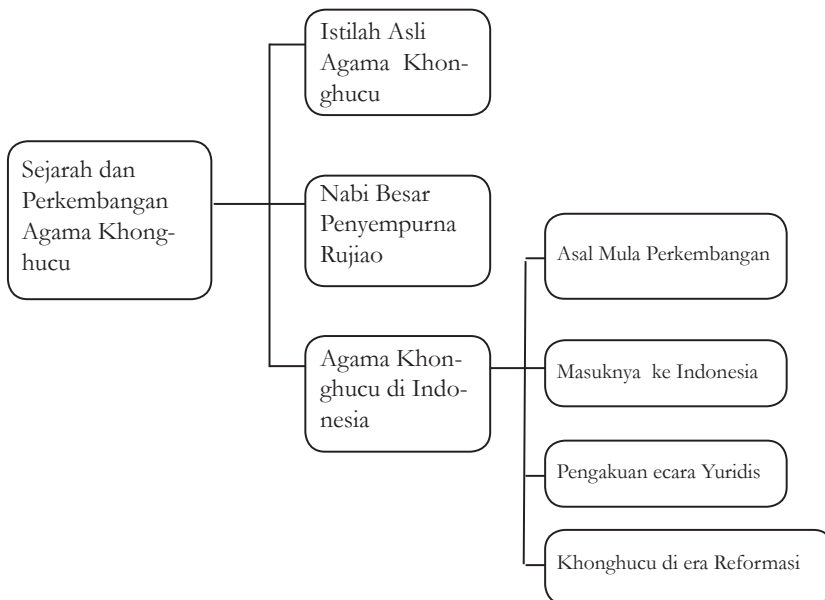 Sejarah dan
Perkembangan
Agama Khong-
hucu
Istilah Asli
Agama Khon-
ghucu
Nabi Besar
Penyempurna
Rujiao
Agama Khon-
ghucu di Indo-
nesia
Asal Mula Perkembangan
Masuknya ke Indonesia
Pengakuan ecara Yuridis
Khonghucu di era Reformasi